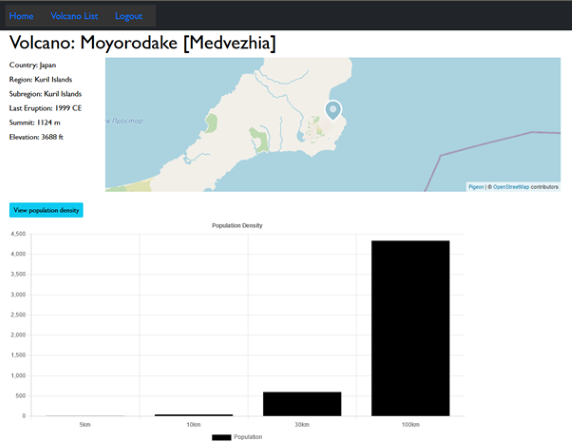 Home Volcano List Logout
Volcano: Moyorodake [Medvezhia]
Country: Japan
Region: Kuril Islands
Subregion: Kuril Islands
Last Eruption: 1999 CE
Summit: 1124 m
Elevation: 3688 ft
Pigeon | © OpenStreetMap contributors
View population density
Population Density
4,500
4,000
3,500
3,000
2,500
2,000
1,500
1,000
500
0
5km 10km 30km 100km
Population